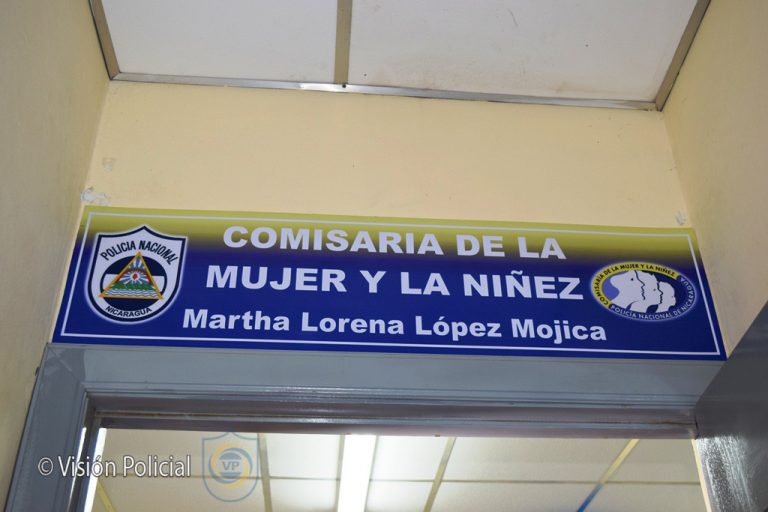 COMISARIA DE LA
MUJER Y LA NIÑEZ
Martha Lorena López Mojica
POLICIA NACIONAL
NICARAGUA
COMISARIA DE LA MUJER Y LA NIÑEZ
POLICÍA NACIONAL DE NICARAGUA
© Visión Policial
VP